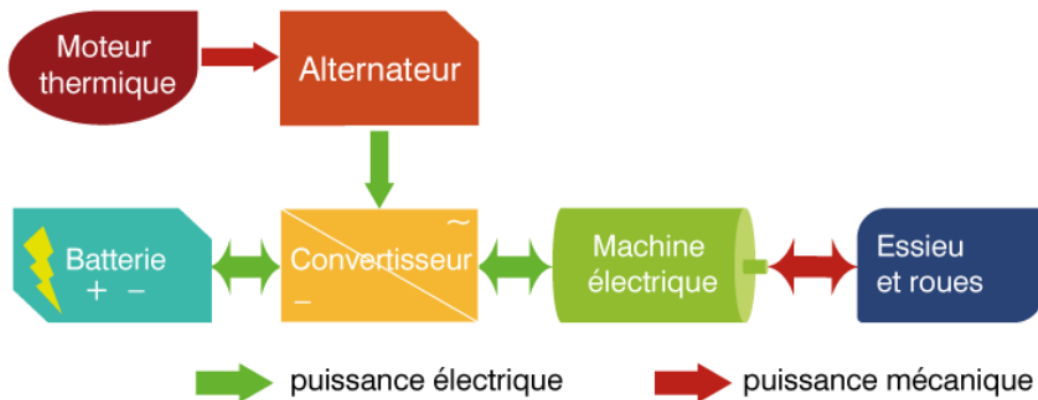 Moteur
thermique
Alternateur
Batterie
+ −
~
Convertisseur
−
Machine
électrique
Essieu
et roues
puissance électrique
puissance mécanique